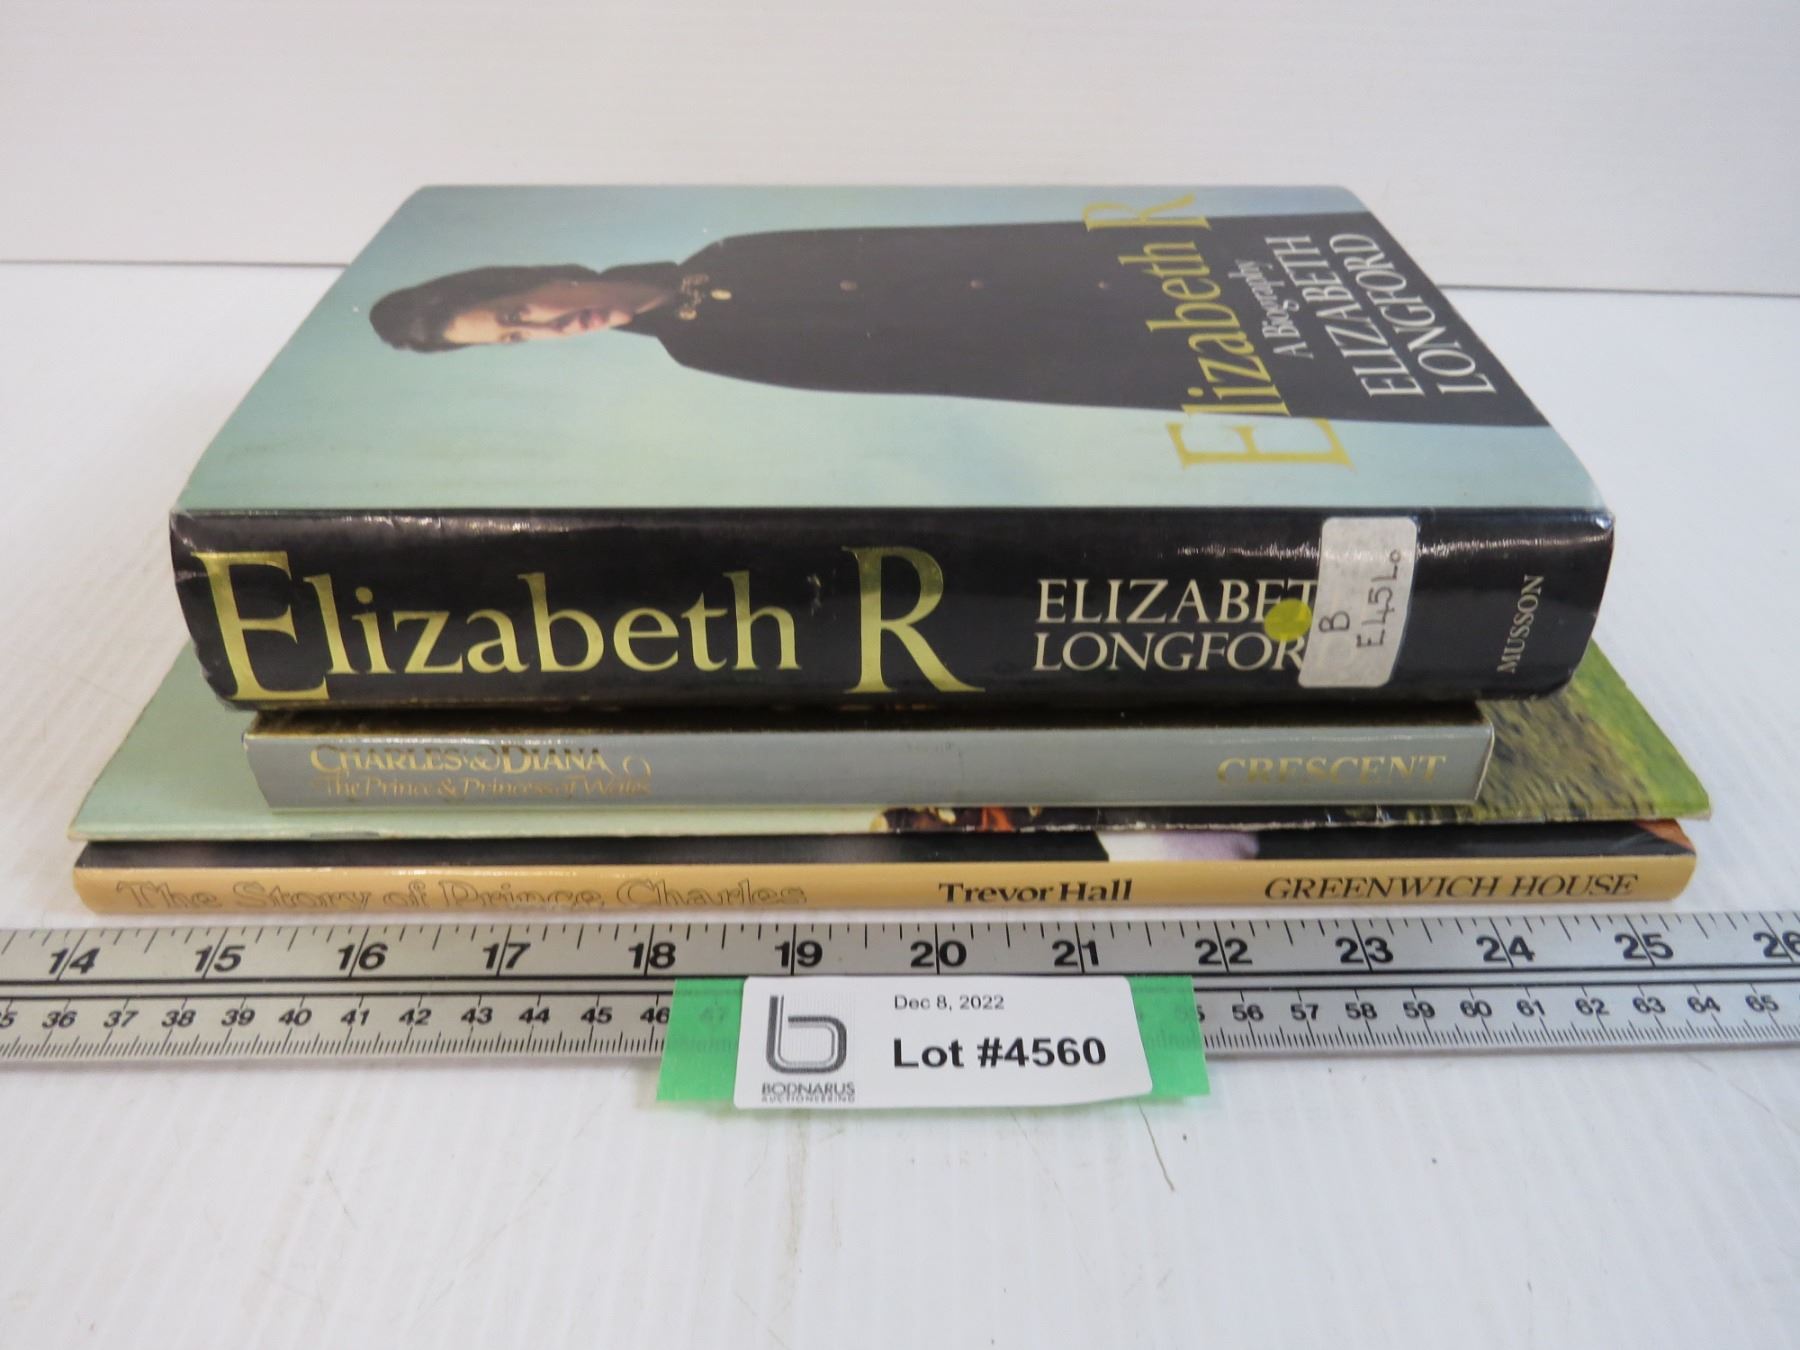 Elizabeth R
A Biography
ELIZABETH
LONGFORD
Elizabeth R
ELIZABET
LONGFOR
B
E45Lo
MUSSON
CHARLES & DIANA
The Prince & Princess of Wales
CRESCENT
The Story of Prince Charles
Trevor Hall
GREENWICH HOUSE
14 15 16 17 18 19 20 21 22 23 24 25 26
5 36 37 38 39 40 41 42 43 44 45 46 47 56 57 58 59 60 61 62 63 64 65
Dec 8, 2022
Lot #4560
BODNARUS
AUCTIONEERING